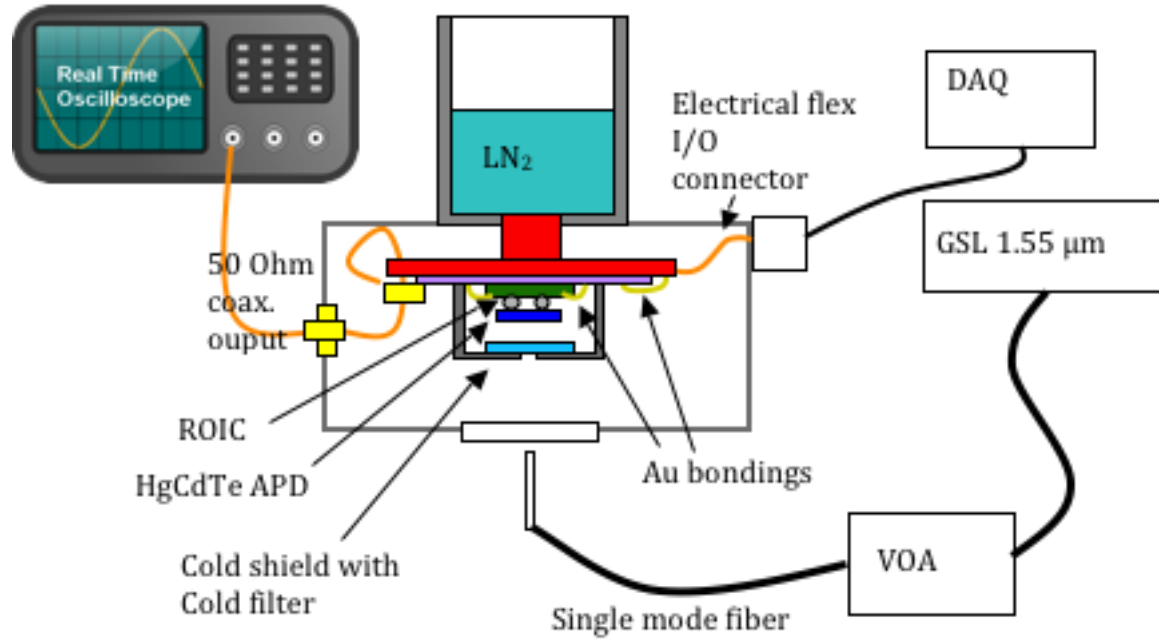 Real Time
Oscilloscope
LN₂
Electrical flex
I/O
connector
DAQ
GSL 1.55 μm
50 Ohm
coax.
ouput
ROIC
HgCdTe APD
Au bondings
Cold shield with
Cold filter
VOA
Single mode fiber